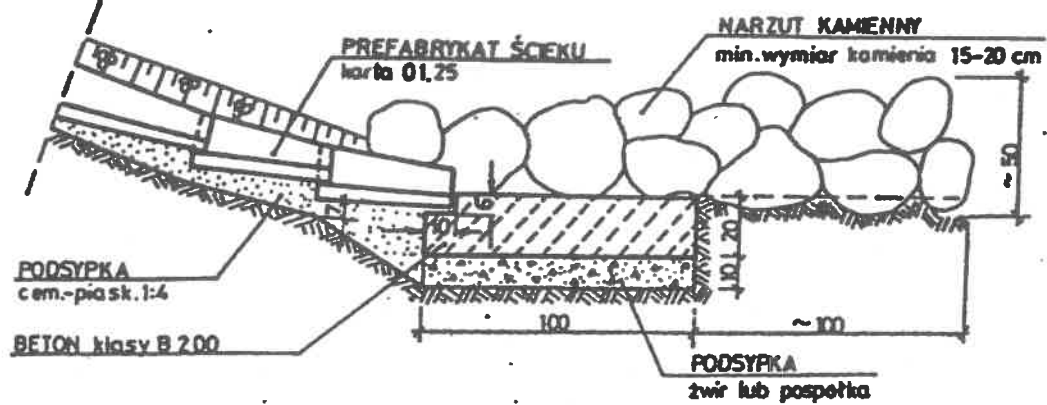 NARZUT KAMIENNY
min.wymiar kamienia 15-20 cm
PREFABRYKAT ŚCIEKU
karta 01.25
~50
6
7
10
20
10
PODSYPKA
cem.-piask.1:4
100
~100
BETON klasy B 200
PODSYPKA
żwir lub pospółka